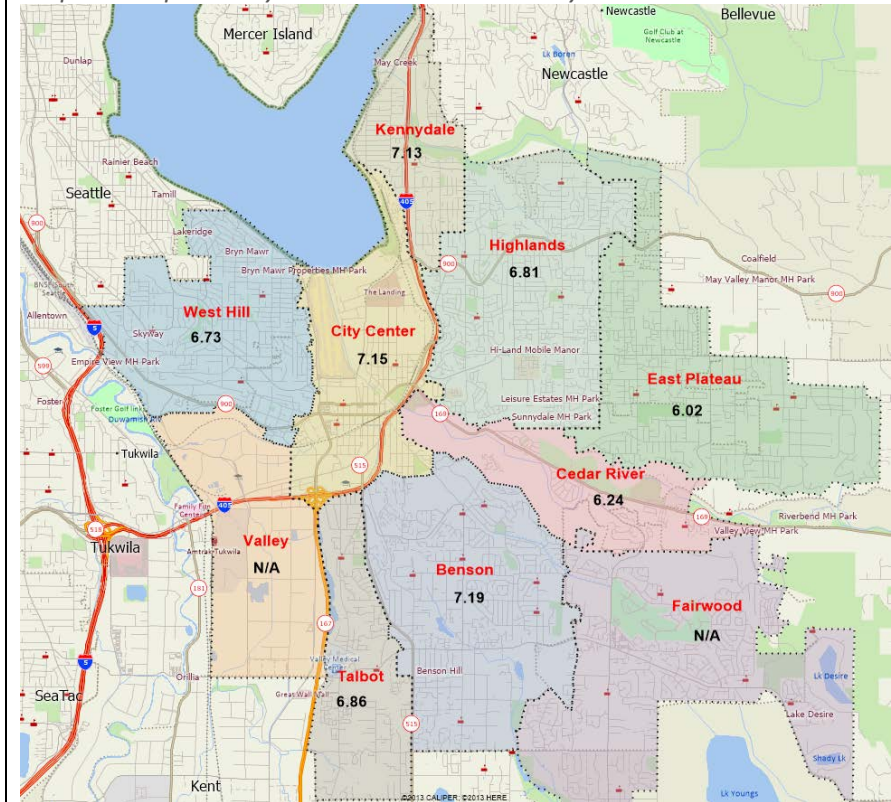 Newcastle
Bellevue
Mercer Island
Golf Club at
Newcastle
Dunlap
May Creek
Lk Boren
Newcastle
Kennydale
7.13
Rainier Beach
Seattle
Tamill
405
Lakeridge
900
Bryn Mawr
Highlands
6.81
Bryn Mawr Properties MH Park
900
Coalfield
May Valley Manor MH Park
900
BNSF South
The Landing
Allentown
5
West Hill
6.73
SkyWay
City Center
7.15
Hi-Land Mobile Manor
Empire View MH Park
599
East Plateau
6.02
Foster
Foster Golf links
900
Leisure Estates MH Park
169
Sunnydale MH Park
Duwamish
Tukwila
515
Cedar River
6.24
Family Fun
Center
405
169
Riverbend MH Park
Valley View MH Park
518
Tukwila
Valley
N/A
Amtrak-Tukwila
Benson
7.19
Fairwood
N/A
181
167
Valley Medical
Orillia
Talbot
6.86
Benson Hill
Lk Desire
5
SeaTac
Great Wall Mall
515
Lake Desire
Shady Lk
Kent
Lk Youngs
©2013 CALIPER; ©2013 HERE